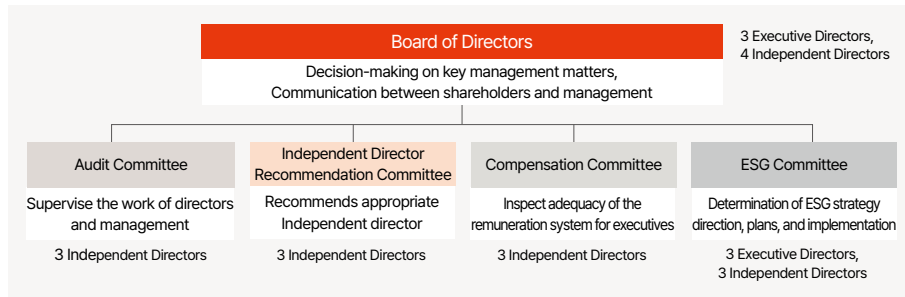 Board of Directors
3 Executive Directors,
4 Independent Directors
Decision-making on key management matters,
Communication between shareholders and management
Audit Committee
Supervise the work of directors
and management
3 Independent Directors
Independent Director
Recommendation Committee
Recommends appropriate
Independent director
3 Independent Directors
Compensation Committee
Inspect adequacy of the
remuneration system for executives
3 Independent Directors
ESG Committee
Determination of ESG strategy
direction, plans, and implementation
3 Executive Directors,
3 Independent Directors